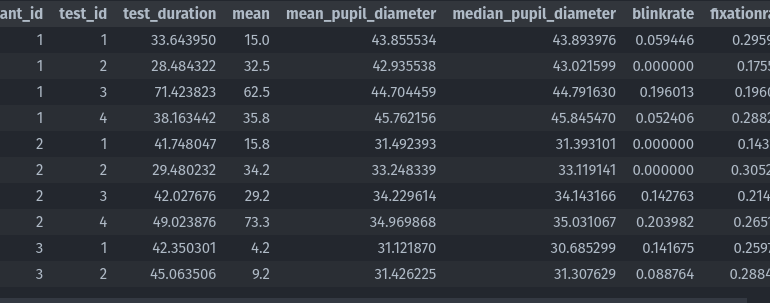 ant_id test_id test_duration mean mean_pupil_diameter median_pupil_diameter blinkrate fixationra
1 1 33.643950 15.0 43.855534 43.893976 0.059446 0.2959
1 2 28.484322 32.5 42.935538 43.021599 0.000000 0.1755
1 3 71.423823 62.5 44.704459 44.791630 0.196013 0.1960
1 4 38.163442 35.8 45.762156 45.845470 0.052406 0.2882
2 1 41.748047 15.8 31.492393 31.393101 0.000000 0.143
2 2 29.480232 34.2 33.248339 33.119141 0.000000 0.3052
2 3 42.027676 29.2 34.229614 34.143166 0.142763 0.214
2 4 49.023876 73.3 34.969868 35.031067 0.203982 0.2657
3 1 42.350301 4.2 31.121870 30.685299 0.141675 0.2597
3 2 45.063506 9.2 31.426225 31.307629 0.088764 0.2884